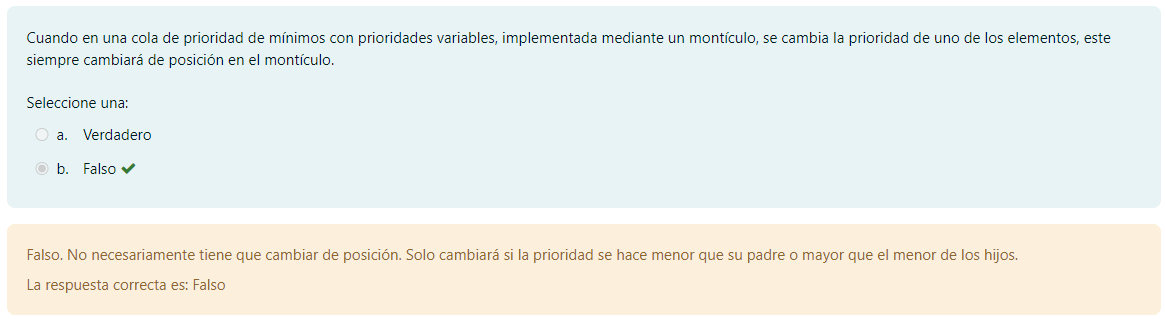 Cuando en una cola de prioridad de mínimos con prioridades variables, implementada mediante un montículo, se cambia la prioridad de uno de los elementos, este
siempre cambiará de posición en el montículo.
Seleccione una:
a. Verdadero
b. Falso ✔
Falso. No necesariamente tiene que cambiar de posición. Solo cambiará si la prioridad se hace menor que su padre o mayor que el menor de los hijos.
La respuesta correcta es: Falso